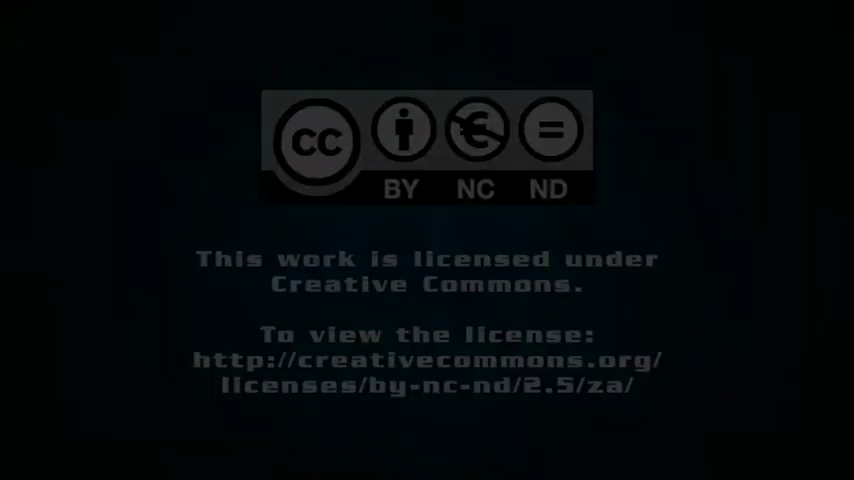 CC
BY NC ND
This work is licensed under
Creative Commons.
To view the license:
http://creativecommons.org/
licenses/by-nc-nd/2.5/za/